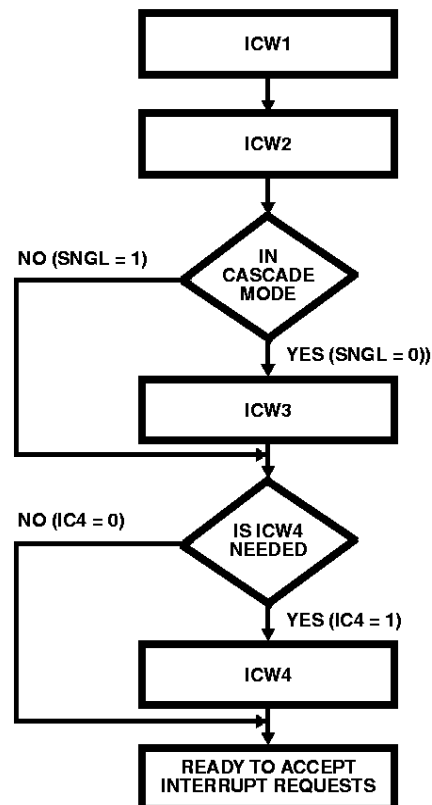 ICW1
ICW2
IN
CASCADE
MODE
NO (SNGL = 1)
YES (SNGL = 0))
ICW3
IS ICW4
NEEDED
NO (IC4 = 0)
YES (IC4 = 1)
ICW4
READY TO ACCEPT
INTERRUPT REQUESTS